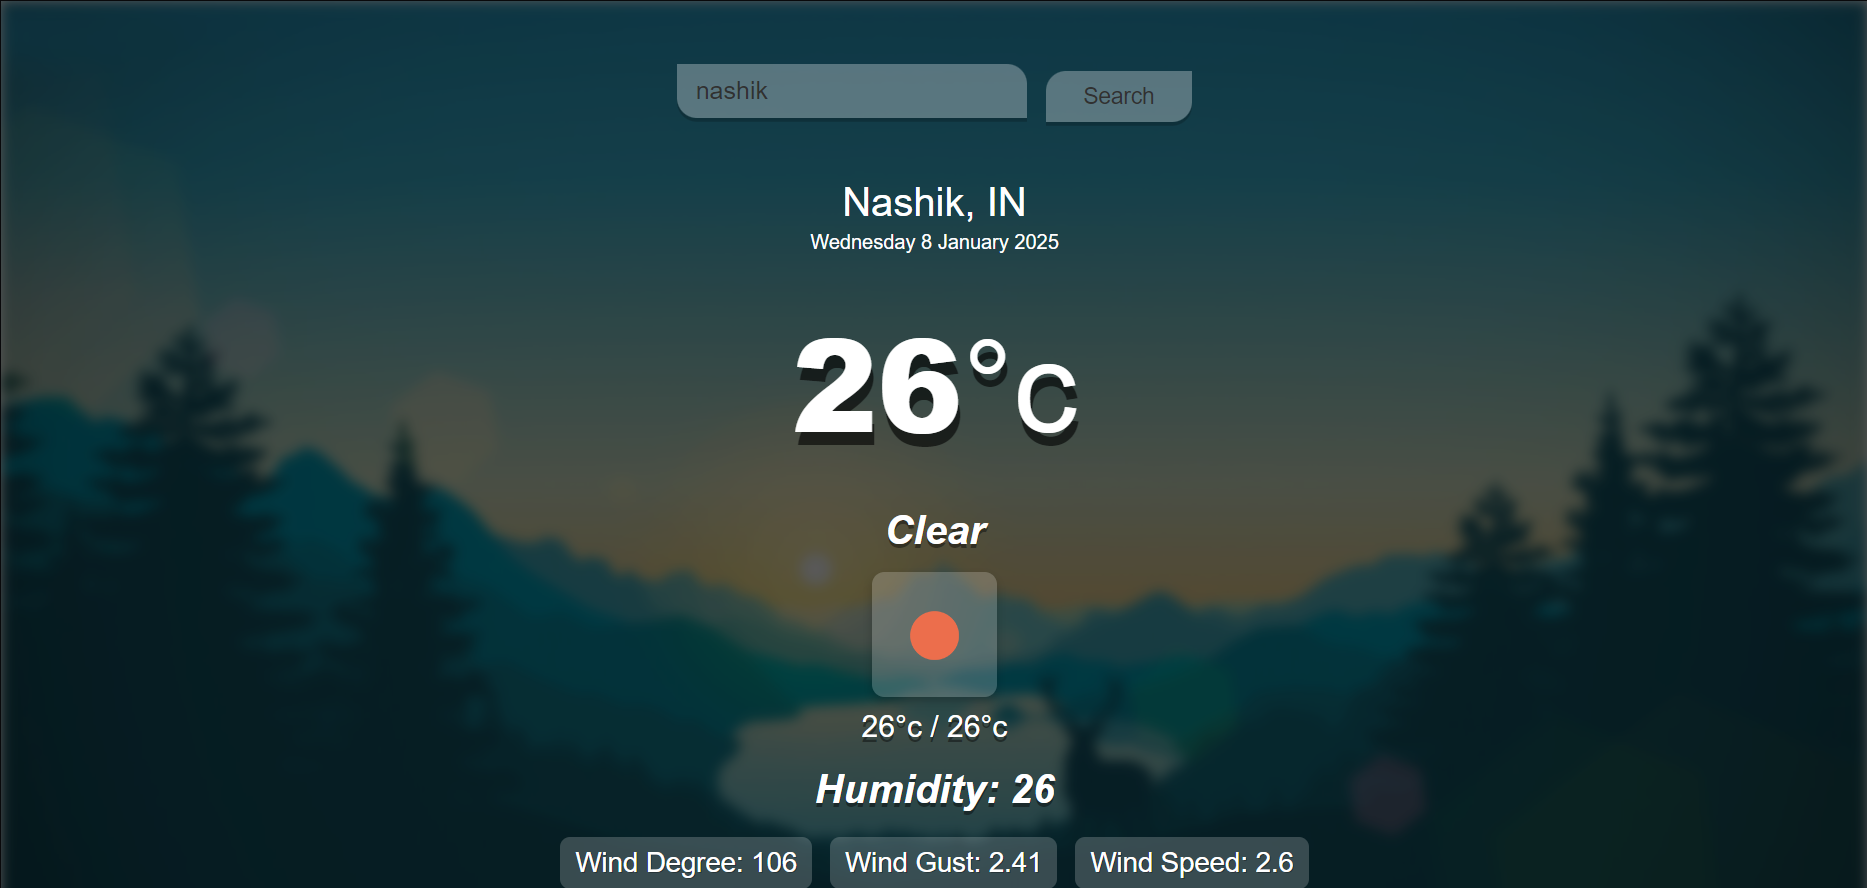 nashik
Search
Nashik, IN
Wednesday 8 January 2025
26°c
Clear
26°c / 26°c
Humidity: 26
Wind Degree: 106
Wind Gust: 2.41
Wind Speed: 2.6